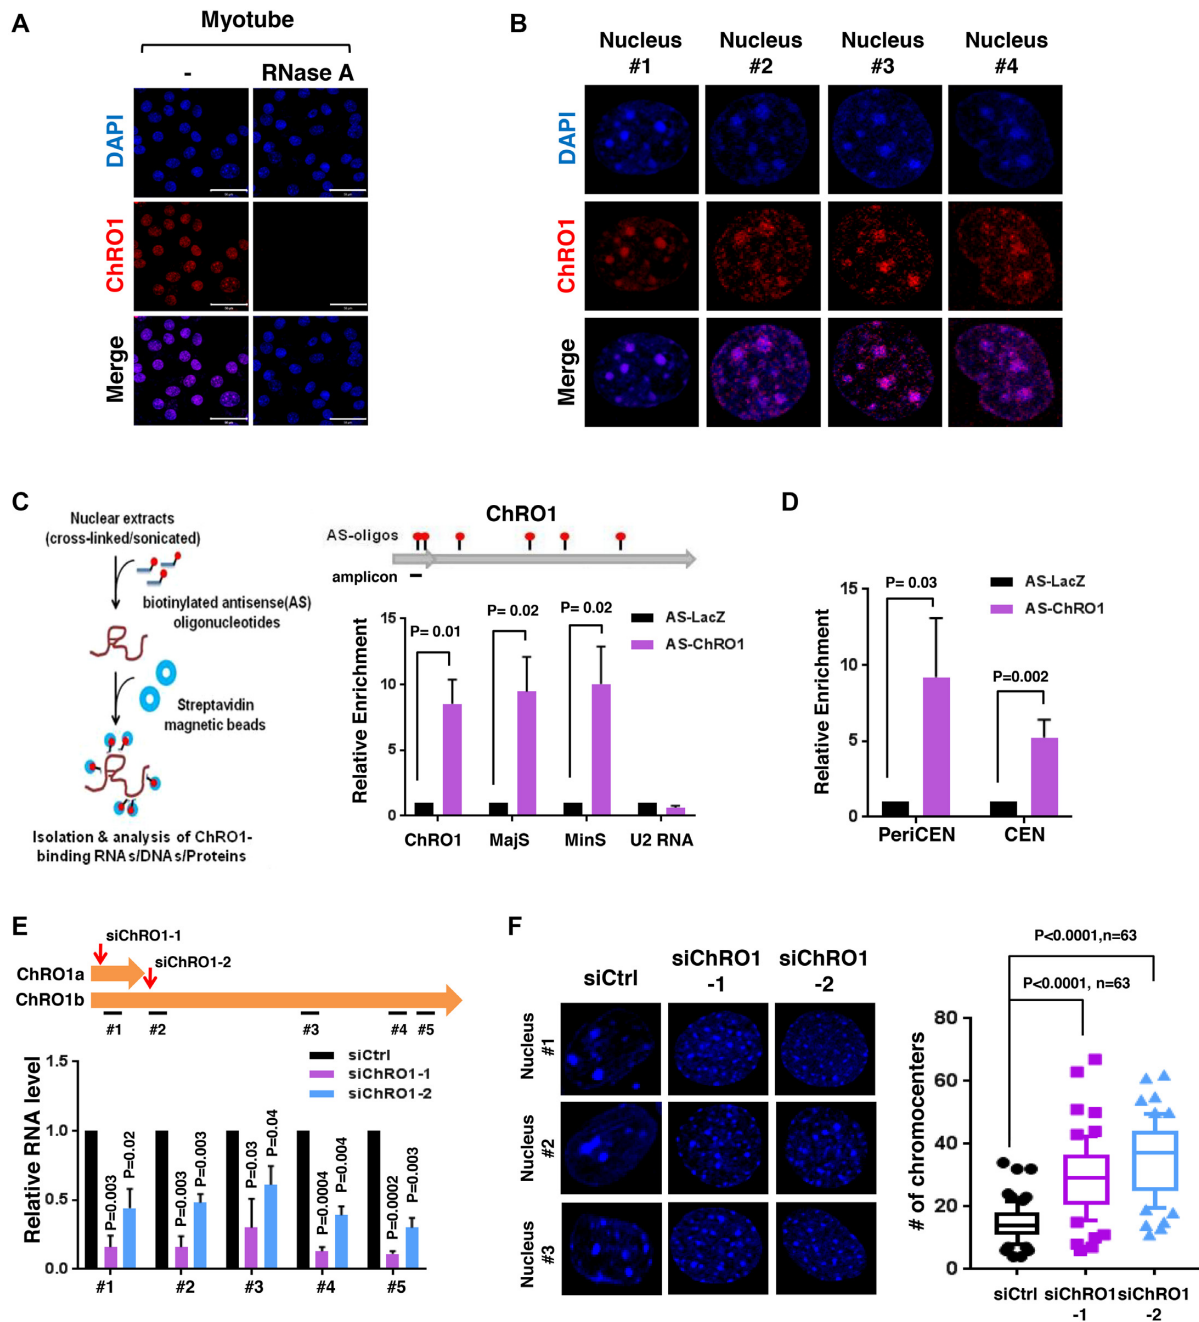 A
Myotube
-
RNase A
DAPI
ChRO1
Merge
B
Nucleus #1
Nucleus #2
Nucleus #3
Nucleus #4
DAPI
ChRO1
Merge
C
Nuclear extracts
(cross-linked/sonicated)
biotinylated antisense(AS)
oligonucleotides
Streptavidin
magnetic beads
Isolation & analysis of ChRO1-
binding RNAs/DNAs/Proteins
ChRO1
AS-oligos
amplicon
AS-LacZ
AS-ChRO1
P= 0.01
P= 0.02
P= 0.02
Relative Enrichment
15
10
5
0
ChRO1
MajS
MinS
U2 RNA
D
AS-LacZ
AS-ChRO1
P= 0.03
P=0.002
Relative Enrichment
15
10
5
0
PeriCEN
CEN
E
siChRO1-1
siChRO1-2
ChRO1a
ChRO1b
#1
#2
#3
#4
#5
siCtrl
siChRO1-1
siChRO1-2
Relative RNA level
1.5
1.0
0.5
0.0
P=0.003
P=0.02
P=0.003
P=0.003
P=0.03
P=0.04
P=0.0004
P=0.004
P=0.0002
P=0.003
#1
#2
#3
#4
#5
F
siCtrl
siChRO1
-1
siChRO1
-2
Nucleus
#1
Nucleus
#2
Nucleus
#3
P<0.0001,n=63
P<0.0001, n=63
# of chromocenters
80
60
40
20
0
siCtrl
siChRO1
-1
siChRO1
-2